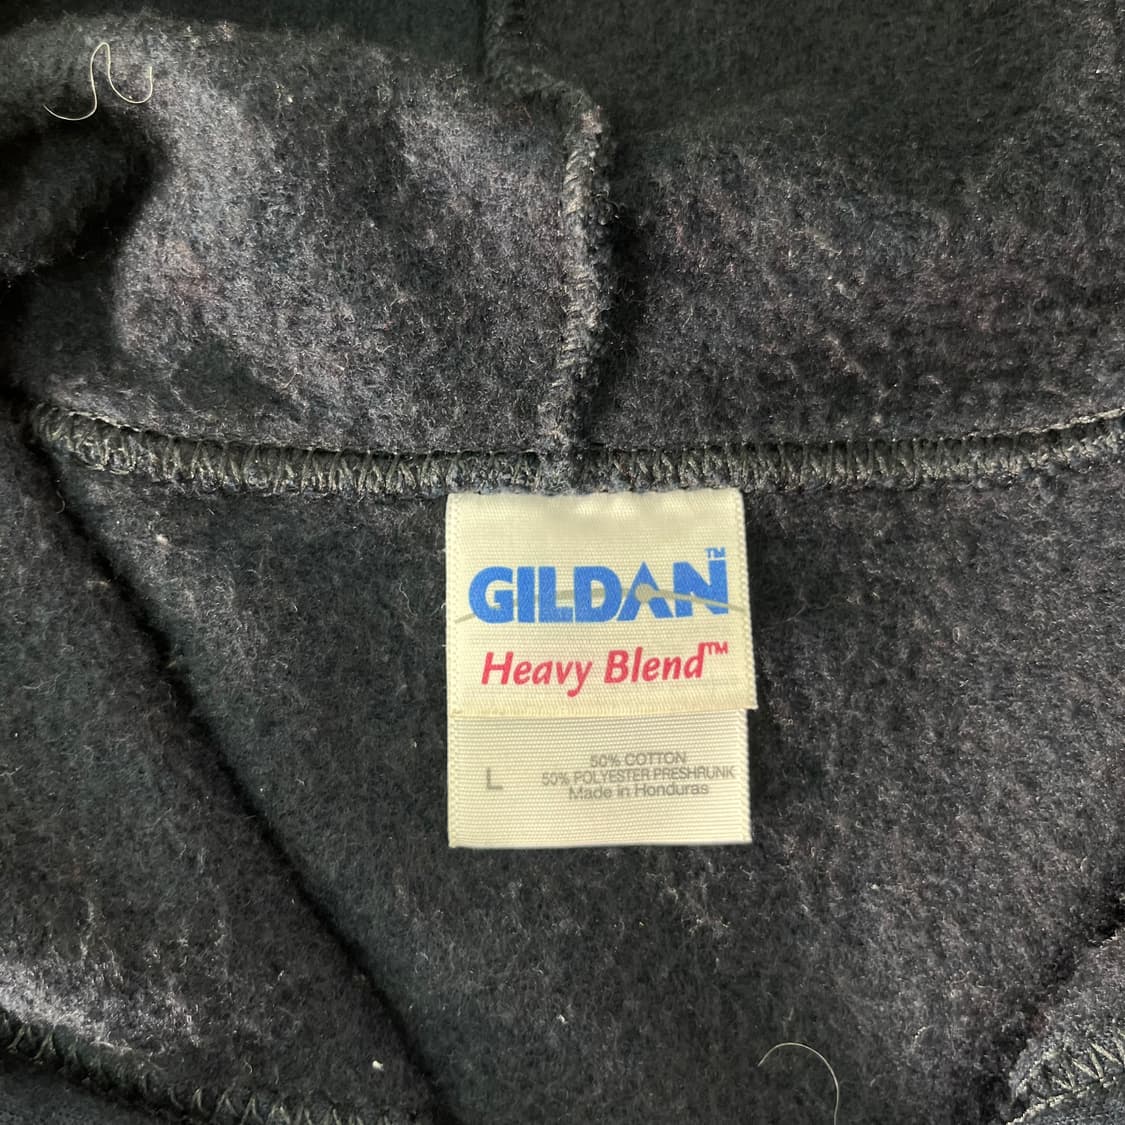 GILDAN™
Heavy Blend™
L
50% COTTON
50% POLYESTER PRESHRUNK
Made in Honduras